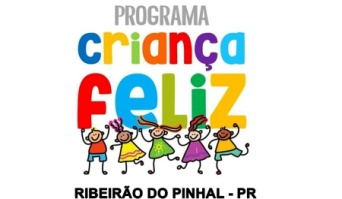 PROGRAMA
criança
feliz
RIBEIRÃO DO PINHAL - PR